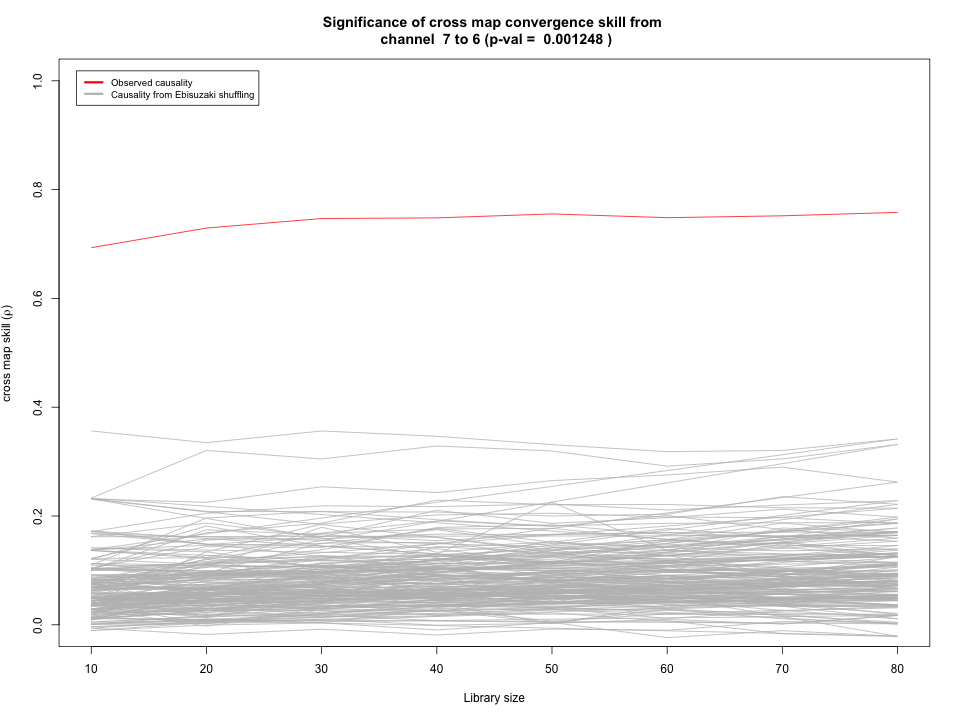 Significance of cross map convergence skill from
channel  7 to 6 (p-val =  0.001248 )
Observed causality
Causality from Ebisuzaki shuffling
1.0
0.8
0.6
0.4
0.2
0.0
cross map skill (ρ)
10 20 30 40 50 60 70 80
Library size